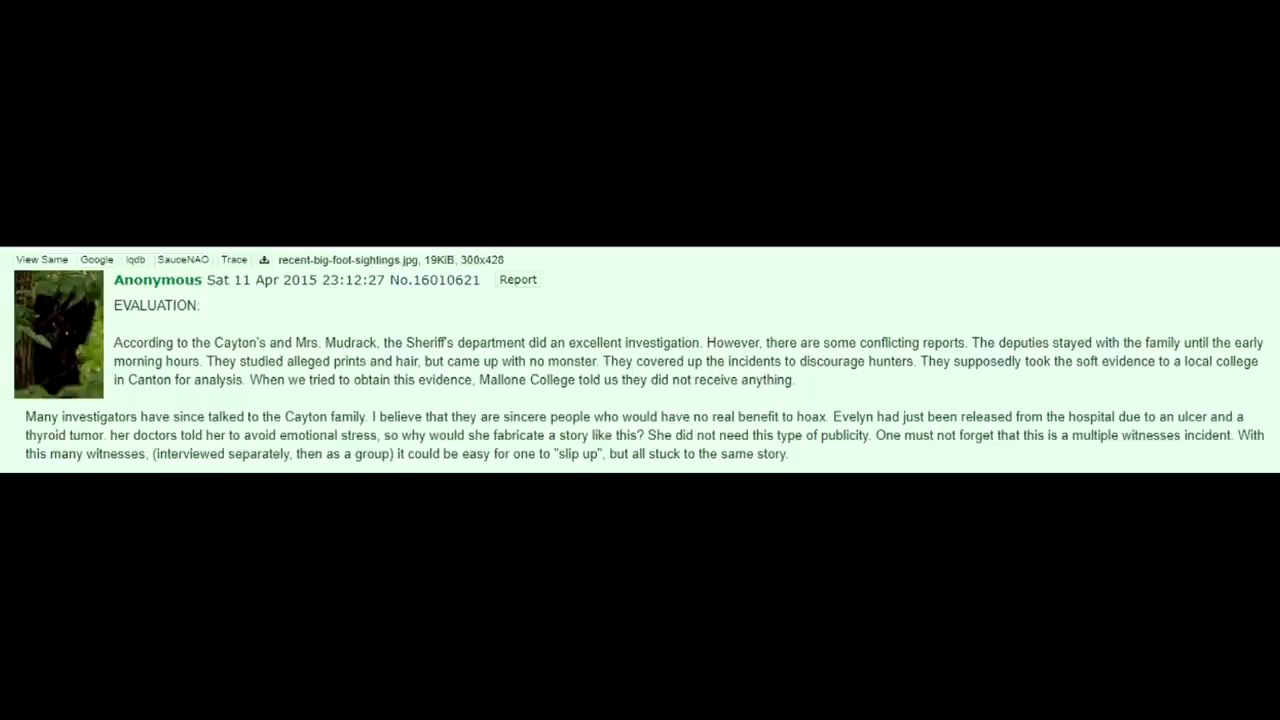 View Same Google iqdb SauceNAO Trace recent-big-foot-sightings.jpg, 19KiB, 300x428
Anonymous Sat 11 Apr 2015 23:12:27 No.16010621 Report
EVALUATION:
According to the Cayton's and Mrs. Mudrack, the Sheriff's department did an excellent investigation. However, there are some conflicting reports. The deputies stayed with the family until the early
morning hours. They studied alleged prints and hair, but came up with no monster. They covered up the incidents to discourage hunters. They supposedly took the soft evidence to a local college
in Canton for analysis. When we tried to obtain this evidence, Mallone College told us they did not receive anything.
Many investigators have since talked to the Cayton family. I believe that they are sincere people who would have no real benefit to hoax. Evelyn had just been released from the hospital due to an ulcer and a
thyroid tumor. her doctors told her to avoid emotional stress, so why would she fabricate a story like this? She did not need this type of publicity. One must not forget that this is a multiple witnesses incident. With
this many witnesses, (interviewed separately, then as a group) it could be easy for one to "slip up", but all stuck to the same story.